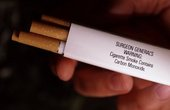 SURGEON GENERAL'S
WARNING:
Cigarette Smoke Contains
Carbon Monoxide.